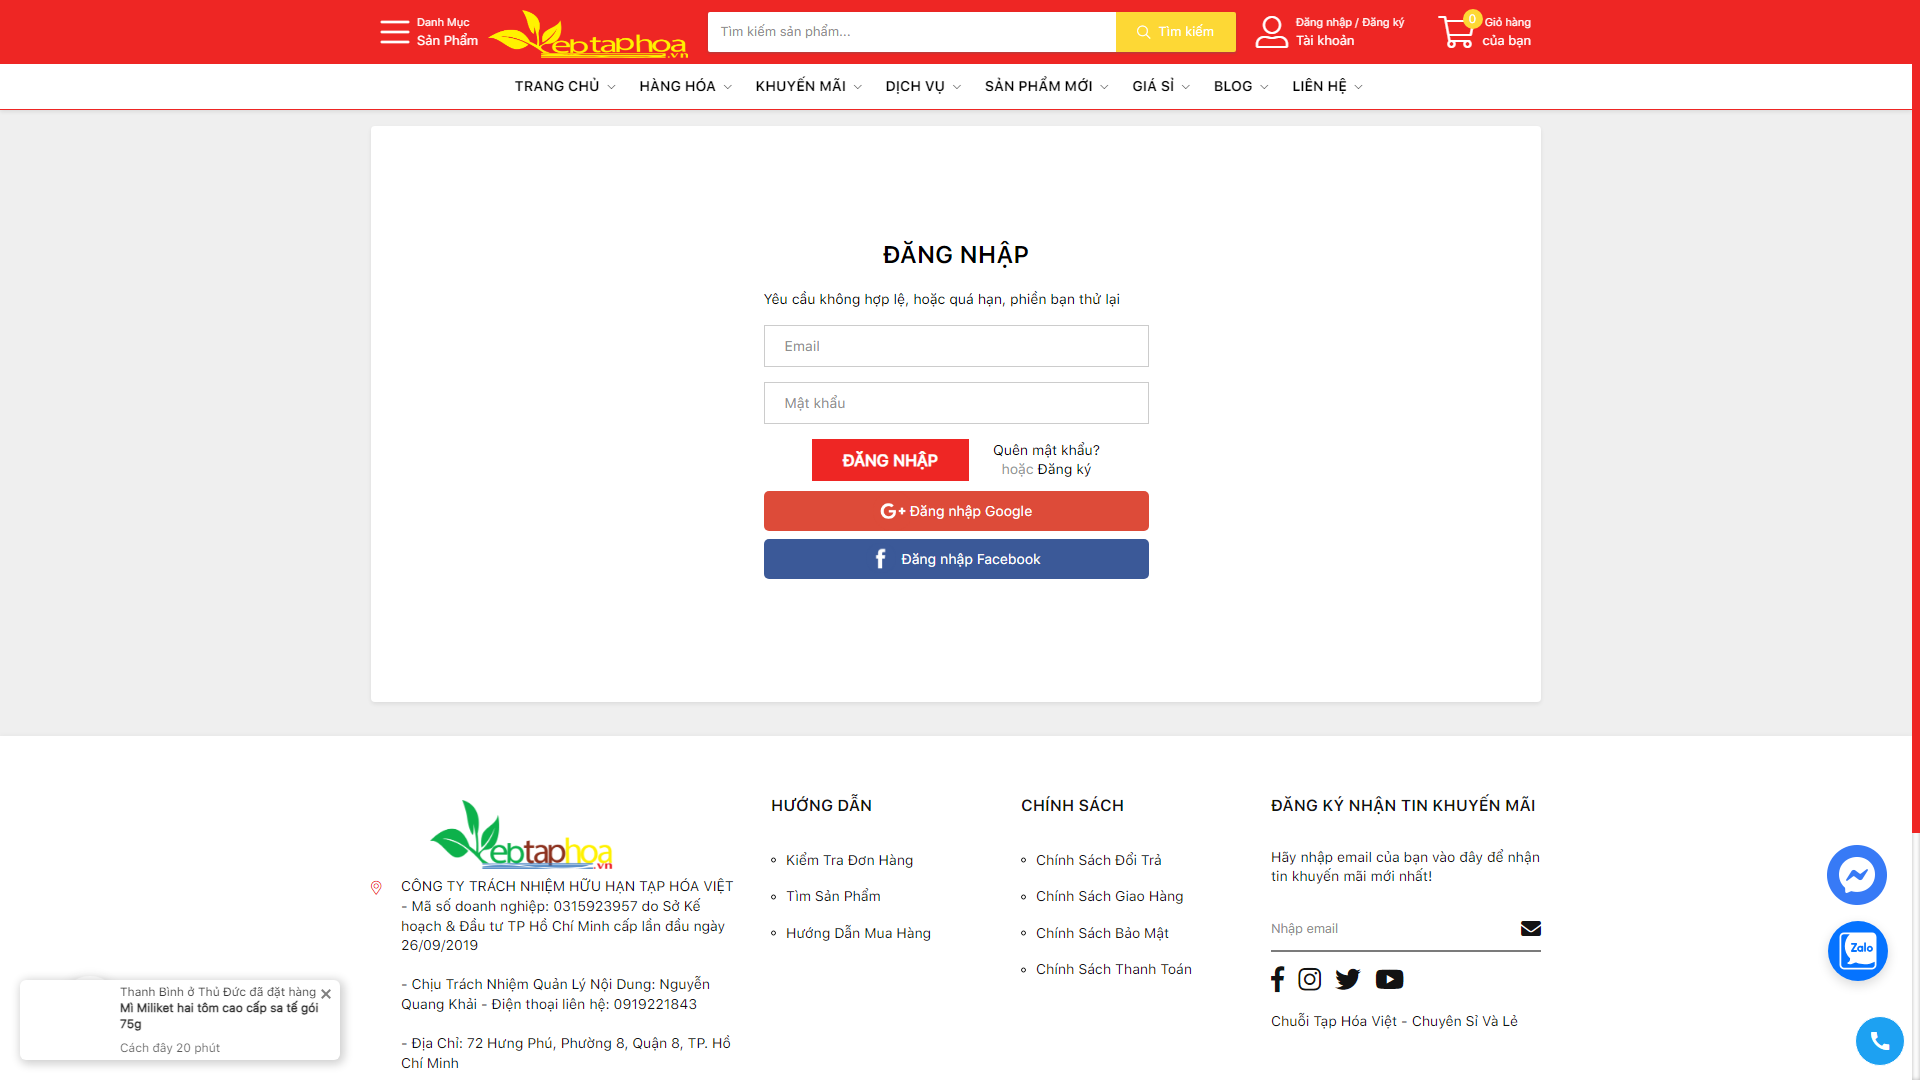 Danh Mục
Sản Phẩm
ebtaphoa
.vn
Tìm kiếm sản phẩm...
Tìm kiếm
Đăng nhập / Đăng ký
Tài khoản
0
Giỏ hàng
của bạn
TRANG CHỦ
HÀNG HÓA
KHUYẾN MÃI
DỊCH VỤ
SẢN PHẨM MỚI
GIÁ SỈ
BLOG
LIÊN HỆ
ĐĂNG NHẬP
Yêu cầu không hợp lệ, hoặc quá hạn, phiền bạn thử lại
Email
Mật khẩu
ĐĂNG NHẬP
Quên mật khẩu?
hoặc Đăng ký
G+ Đăng nhập Google
f Đăng nhập Facebook
ebtaphoa
.vn
CÔNG TY TRÁCH NHIỆM HỮU HẠN TẠP HÓA VIỆT
- Mã số doanh nghiệp: 0315923957 do Sở Kế
hoạch & Đầu tư TP Hồ Chí Minh cấp lần đầu ngày
26/09/2019
- Chịu Trách Nhiệm Quản Lý Nội Dung: Nguyễn
Quang Khải - Điện thoại liên hệ: 0919221843
- Địa Chỉ: 72 Hưng Phú, Phường 8, Quận 8, TP. Hồ
Chí Minh
HƯỚNG DẪN
Kiểm Tra Đơn Hàng
Tìm Sản Phẩm
Hướng Dẫn Mua Hàng
CHÍNH SÁCH
Chính Sách Đổi Trả
Chính Sách Giao Hàng
Chính Sách Bảo Mật
Chính Sách Thanh Toán
ĐĂNG KÝ NHẬN TIN KHUYẾN MÃI
Hãy nhập email của bạn vào đây để nhận
tin khuyến mãi mới nhất!
Nhập email
Chuỗi Tạp Hóa Việt - Chuyên Sỉ Và Lẻ
Zalo
Thanh Bình ở Thủ Đức đã đặt hàng
Mì Miliket hai tôm cao cấp sa tế gói
75g
Cách đây 20 phút